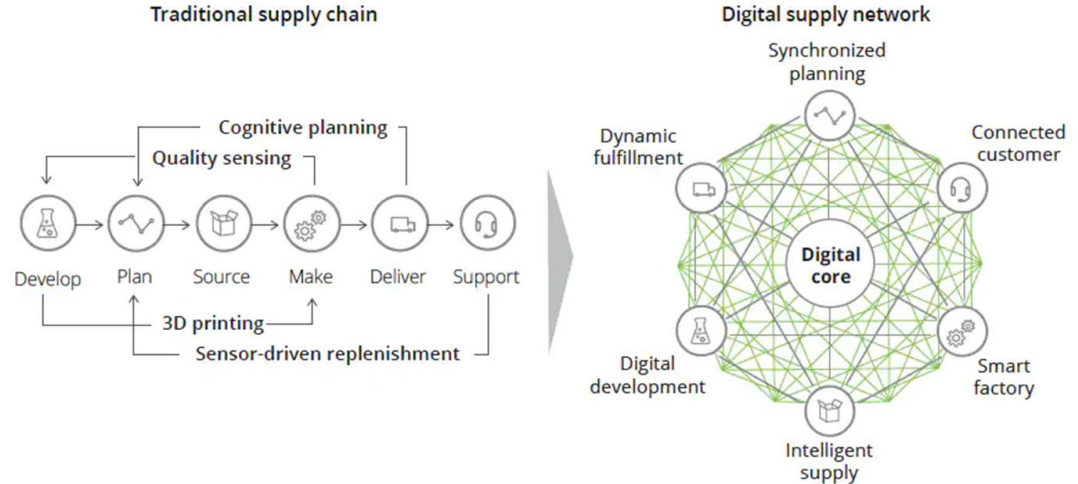 Traditional supply chain
Cognitive planning
Quality sensing
Develop
Plan
Source
Make
Deliver
Support
3D printing
Sensor-driven replenishment
Digital supply network
Synchronized
planning
Dynamic
fulfillment
Connected
customer
Digital
core
Digital
development
Smart
factory
Intelligent
supply